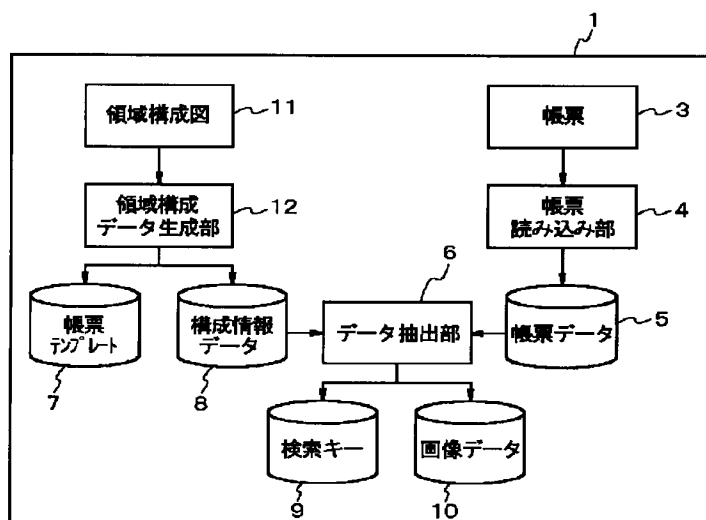 1
領域構成図
11
帳票
3
領域構成
データ生成部
12
帳票
読み込み部
4
6
帳票
テンプレート
7
構成情報
データ
8
データ抽出部
帳票データ
5
検索キー
9
画像データ
10